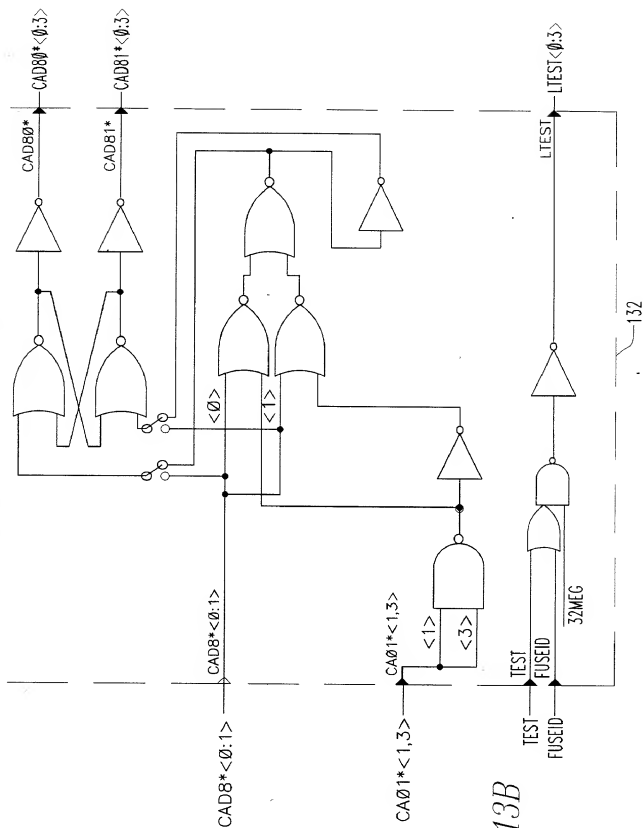 CAD80*<0:3>
CAD80*
CAD81*<0:3>
CAD81*
<0>
<1>
CAD8*<0:1>
CAD8*<0:1>
CA01*<1,3>
CA01*<1,3>
<1>
<3>
LTEST<0:3>
LTEST
TEST
FUSEID
32MEG
TEST
FUSEID
132
13B